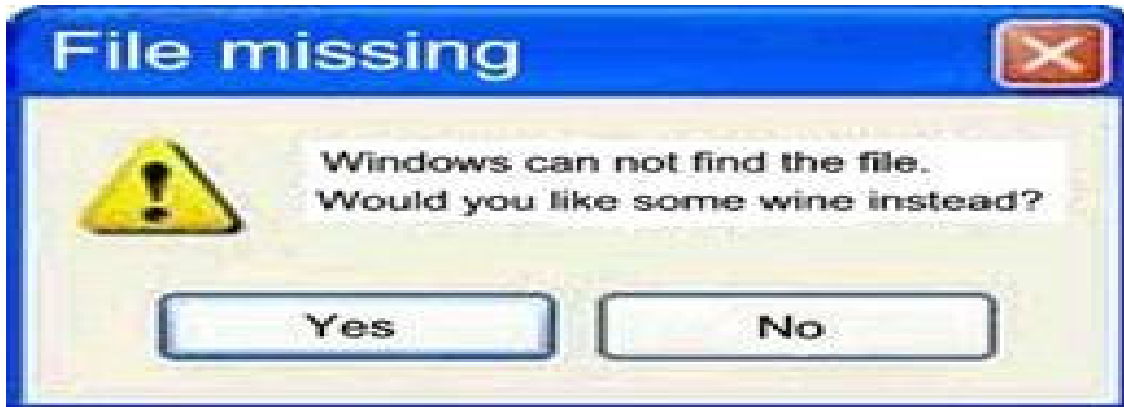 File missing
Windows can not find the file.
Would you like some wine instead?
Yes
No